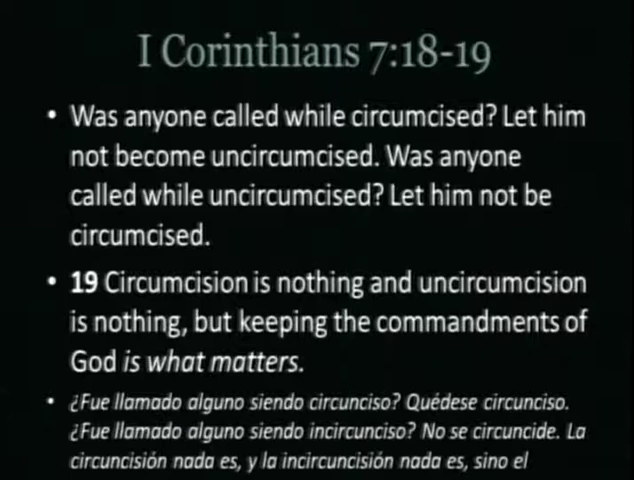 I Corinthians 7:18-19
• Was anyone called while circumcised? Let him
not become uncircumcised. Was anyone
called while uncircumcised? Let him not be
circumcised.
• 19 Circumcision is nothing and uncircumcision
is nothing, but keeping the commandments of
God is what matters.
• ¿Fue llamado alguno siendo circunciso? Quédese circunciso.
¿Fue llamado alguno siendo incircunciso? No se circuncide. La
circuncisión nada es, y la incircuncisión nada es, sino el